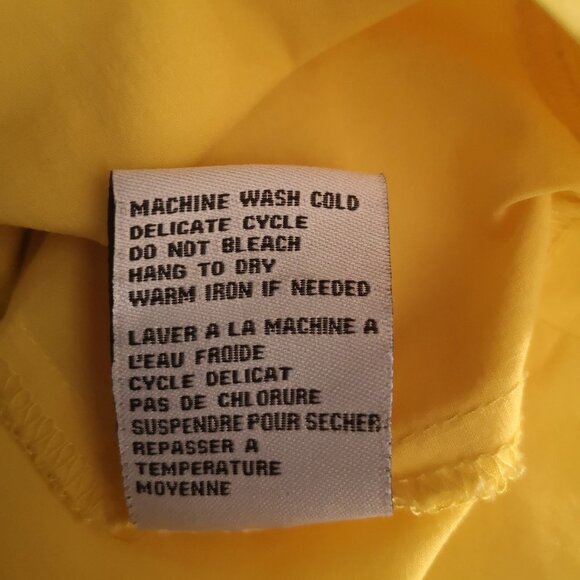 MACHINE WASH COLD
DELICATE CYCLE
DO NOT BLEACH
HANG TO DRY
WARM IRON IF NEEDED
LAVER A LA MACHINE A
L'EAU FROIDE
CYCLE DELICAT
PAS DE CHLORURE
SUSPENDRE POUR SECHER
REPASSER A
TEMPERATURE
MOYENNE